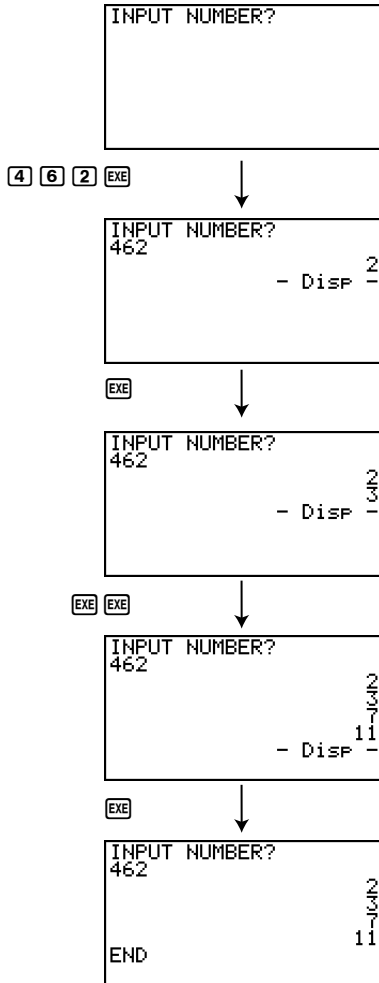 INPUT NUMBER?
4 6 2 EXE
INPUT NUMBER?
462
2
- Disp -
EXE
INPUT NUMBER?
462
2
3
- Disp -
EXE EXE
INPUT NUMBER?
462
2
3
7
11
- Disp -
EXE
INPUT NUMBER?
462
2
3
7
11
END